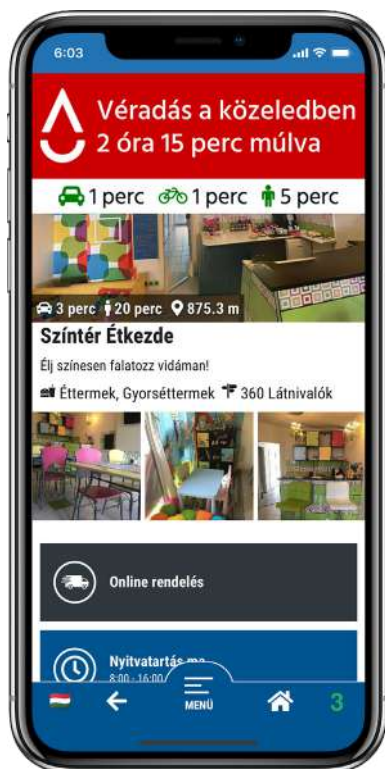 6:03
Véradás a közeledben
2 óra 15 perc múlva
1 perc 1 perc 5 perc
3 perc 20 perc 875.3 m
Színtér Étkezde
Élj színesen falatozz vidáman!
Éttermek, Gyorséttermek 360 Látnivalók
Online rendelés
Nyitvatartás ma
8:00 - 16:00
MENÜ
3